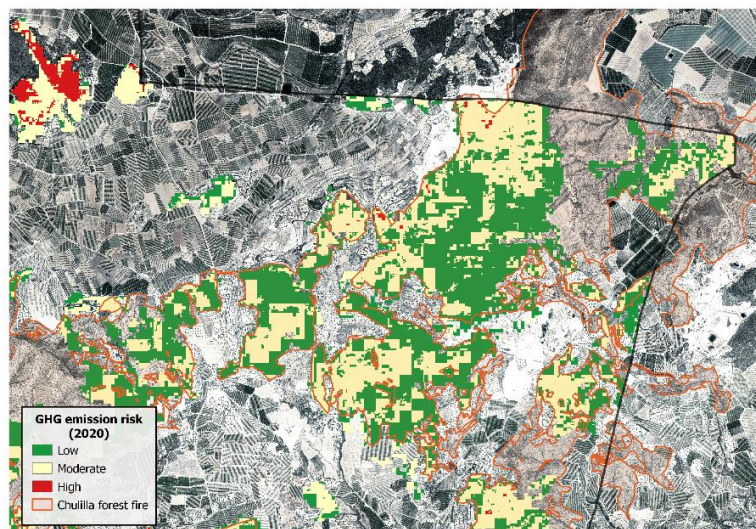 GHG emission risk
(2020)
Low
Moderate
High
Chulilla forest fire